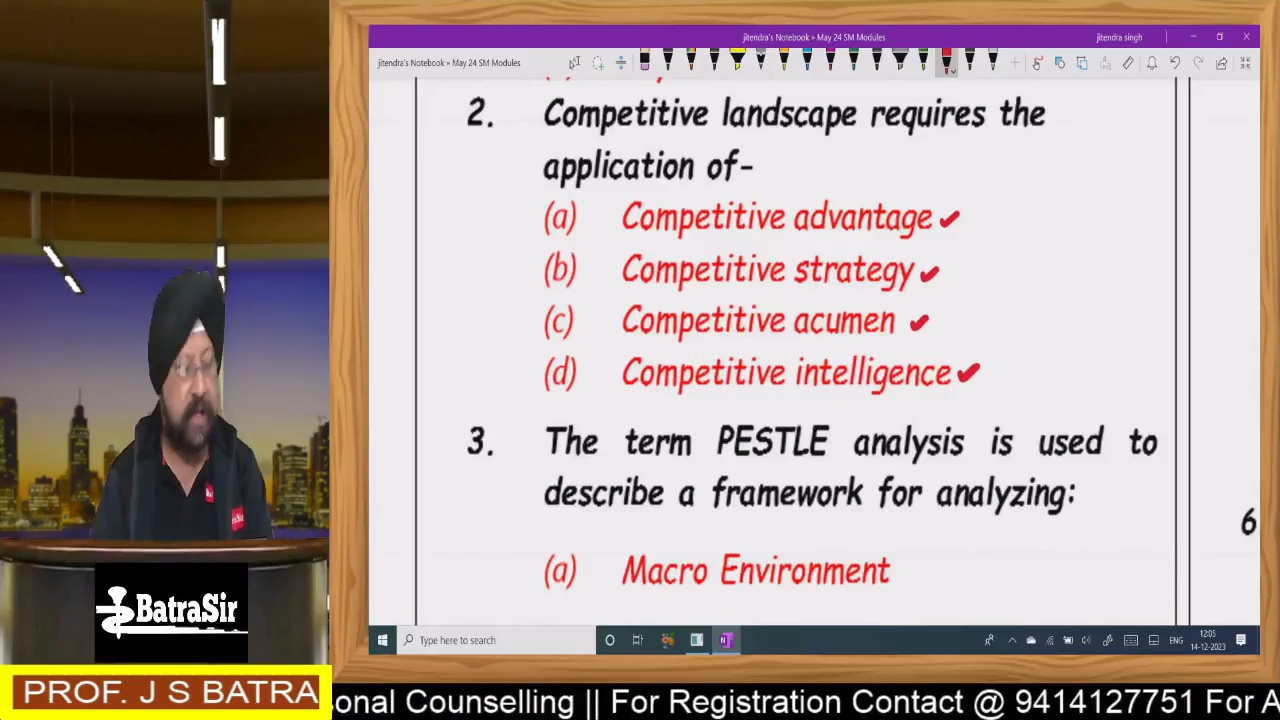 jitendra's Notebook » May 24 SM Modules
jitendra singh
jitendra's Notebook » May 24 SM Modules
2. Competitive landscape requires the
application of-
(a) Competitive advantage
(b) Competitive strategy
(c) Competitive acumen
(d) Competitive intelligence
3. The term PESTLE analysis is used to
describe a framework for analyzing:
6
(a) Macro Environment
BatraSir
Type here to search
ENG
12:05
14-12-2023
PROF. J S BATRA
onal Counselling || For Registration Contact @ 9414127751 For A